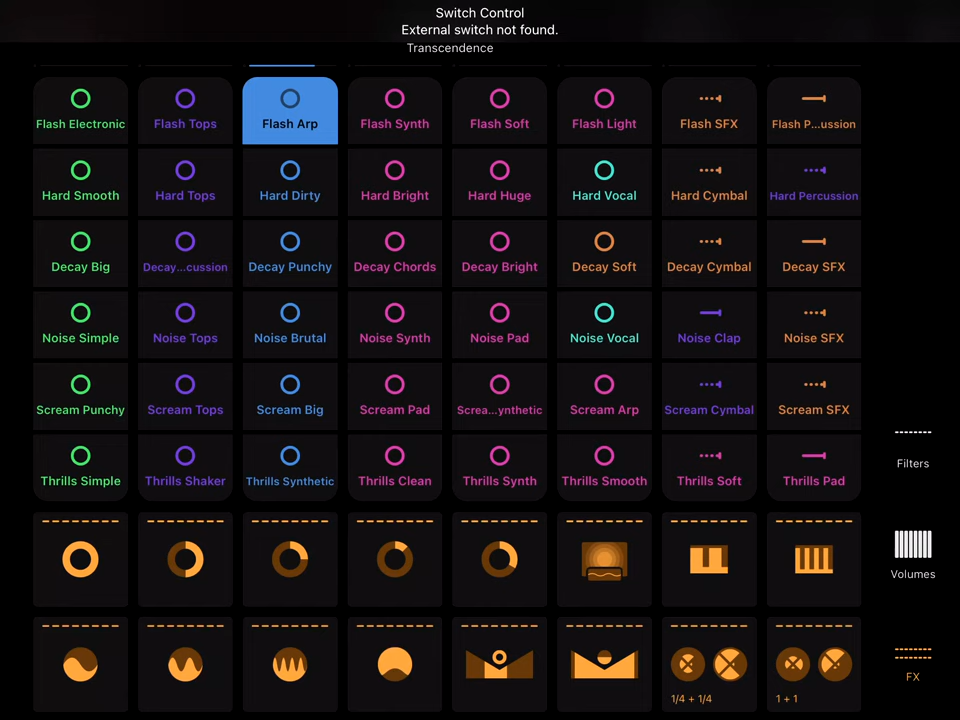 Switch Control
External switch not found.
Transcendence
Flash Electronic
Flash Tops
Flash Arp
Flash Synth
Flash Soft
Flash Light
Flash SFX
Flash P...ussion
Hard Smooth
Hard Tops
Hard Dirty
Hard Bright
Hard Huge
Hard Vocal
Hard Cymbal
Hard Percussion
Decay Big
Decay...cussion
Decay Punchy
Decay Chords
Decay Bright
Decay Soft
Decay Cymbal
Decay SFX
Noise Simple
Noise Tops
Noise Brutal
Noise Synth
Noise Pad
Noise Vocal
Noise Clap
Noise SFX
Scream Punchy
Scream Tops
Scream Big
Scream Pad
Screa...ynthetic
Scream Arp
Scream Cymbal
Scream SFX
Filters
Thrills Simple
Thrills Shaker
Thrills Synthetic
Thrills Clean
Thrills Synth
Thrills Smooth
Thrills Soft
Thrills Pad
Volumes
FX
1/4 + 1/4
1 + 1